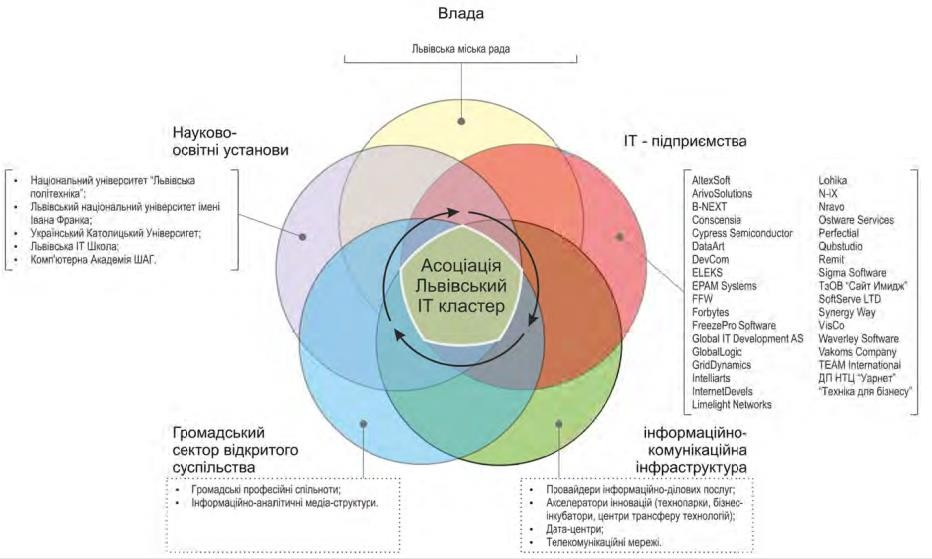 Влада
Львівська міська рада
Науково-
освітні установи
• Національний університет "Львівська
політехніка";
• Львівський національний університет імені
Івана Франка;
• Український Католицький Університет;
• Львівська ІТ Школа;
• Комп'ютерна Академія ШАГ.
ІТ - підприємства
AltexSoft
ArivoSolutions
B-NEXT
Conscensia
Cypress Semiconductor
DataArt
DevCom
ELEKS
EPAM Systems
FFW
Forbytes
FreezePro Software
Global IT Development AS
GlobalLogic
GridDynamics
Intelliarts
InternetDevels
Limelight Networks
Lohika
N-iX
Nravo
Ostware Services
Perfectial
Qubstudio
Remit
Sigma Software
ТзОВ "Сайт Имидж"
SoftServe LTD
Synergy Way
VisCo
Waverley Software
Vakoms Company
TEAM International
ДП НТЦ "Уарнет"
"Техніка для бізнесу"
Асоціація
Львівський
ІТ кластер
Громадський
сектор відкритого
суспільства
• Громадські професійні спільноти;
• Інформаційно-аналітичні медіа-структури.
інформаційно-
комунікаційна
інфраструктура
• Провайдери інформаційно-ділових послуг;
• Акселератори інновацій (технопарки, бізнес-
інкубатори, центри трансферу технологій);
• Дата-центри;
• Телекомунікаційні мережі.